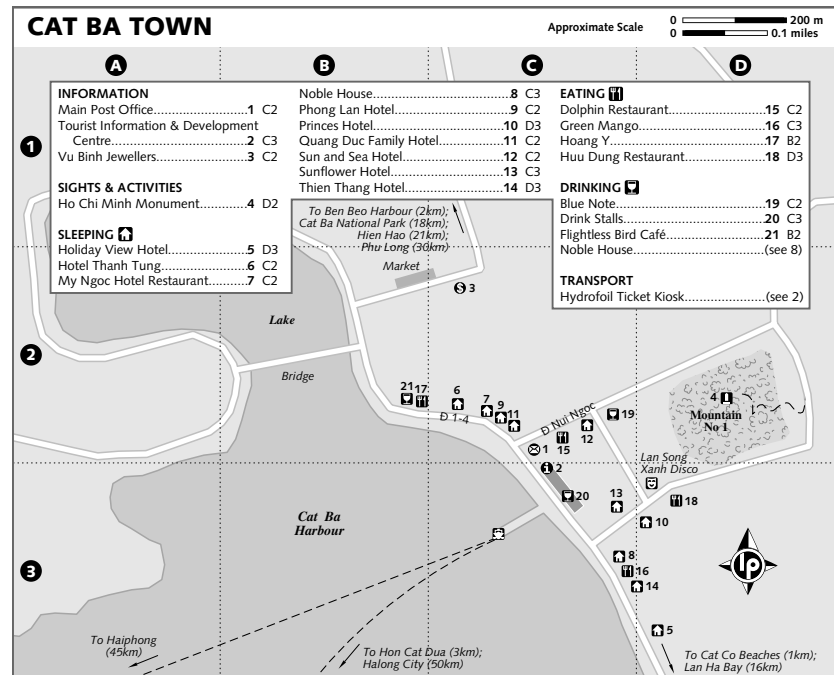 CAT BA TOWN
Approximate Scale
0 200 m
0 0.1 miles
A B C D
INFORMATION
Main Post Office..........................1 C2
Tourist Information & Development
Centre.....................................2 C3
Vu Binh Jewellers........................3 C2
SIGHTS & ACTIVITIES
Ho Chi Minh Monument...............4 D2
SLEEPING
Holiday View Hotel......................5 D3
Hotel Thanh Tung........................6 C2
My Ngoc Hotel Restaurant...........7 C2
Noble House................................8 C3
Phong Lan Hotel..........................9 C2
Princes Hotel..............................10 D3
Quang Duc Family Hotel.............11 C2
Sun and Sea Hotel......................12 C2
Sunflower Hotel..........................13 C3
Thien Thang Hotel......................14 D3
EATING
Dolphin Restaurant.....................15 C2
Green Mango.............................16 C3
Hoang Y.....................................17 B2
Huu Dung Restaurant.................18 D3
DRINKING
Blue Note...................................19 C2
Drink Stalls.................................20 C3
Flightless Bird Café.....................21 B2
Noble House..........................(see 8)
TRANSPORT
Hydrofoil Ticket Kiosk..............(see 2)
1
To Ben Beo Harbour (2km);
Cat Ba National Park (18km);
Hien Hao (21km);
Phu Long (30km)
Market
3
Lake
2
Bridge
21 17
6
7
9
11
Đ 1-4
Đ Nui Ngoc
19
12
4
Mountain
No 1
1
15
Lan Song
Xanh Disco
2
20
13
18
10
Cat Ba
Harbour
3
8
16
14
lp
5
To Haiphong
(45km)
To Hon Cat Dua (3km);
Halong City (50km)
To Cat Co Beaches (1km);
Lan Ha Bay (16km)